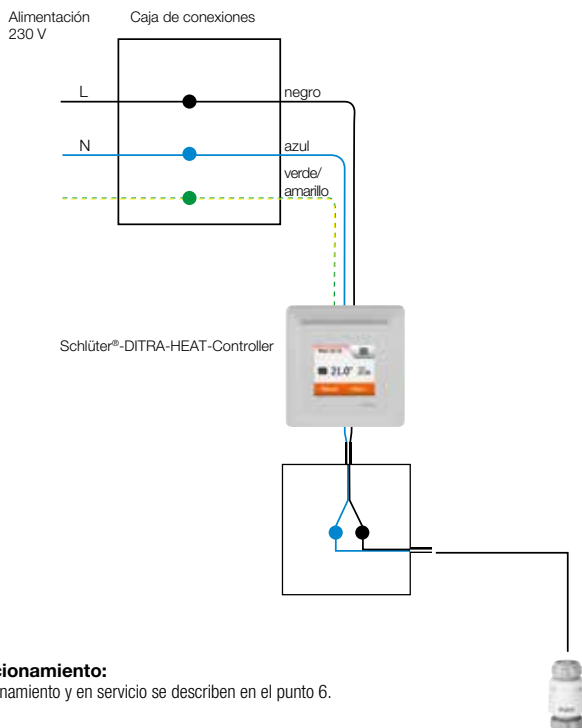 Alimentación
230 V
Caja de conexiones
L
negro
N
azul
verde/
amarillo
Schlüter®-DITRA-HEAT-Controller
21.0°
cionamiento:
namiento y en servicio se describen en el punto 6.